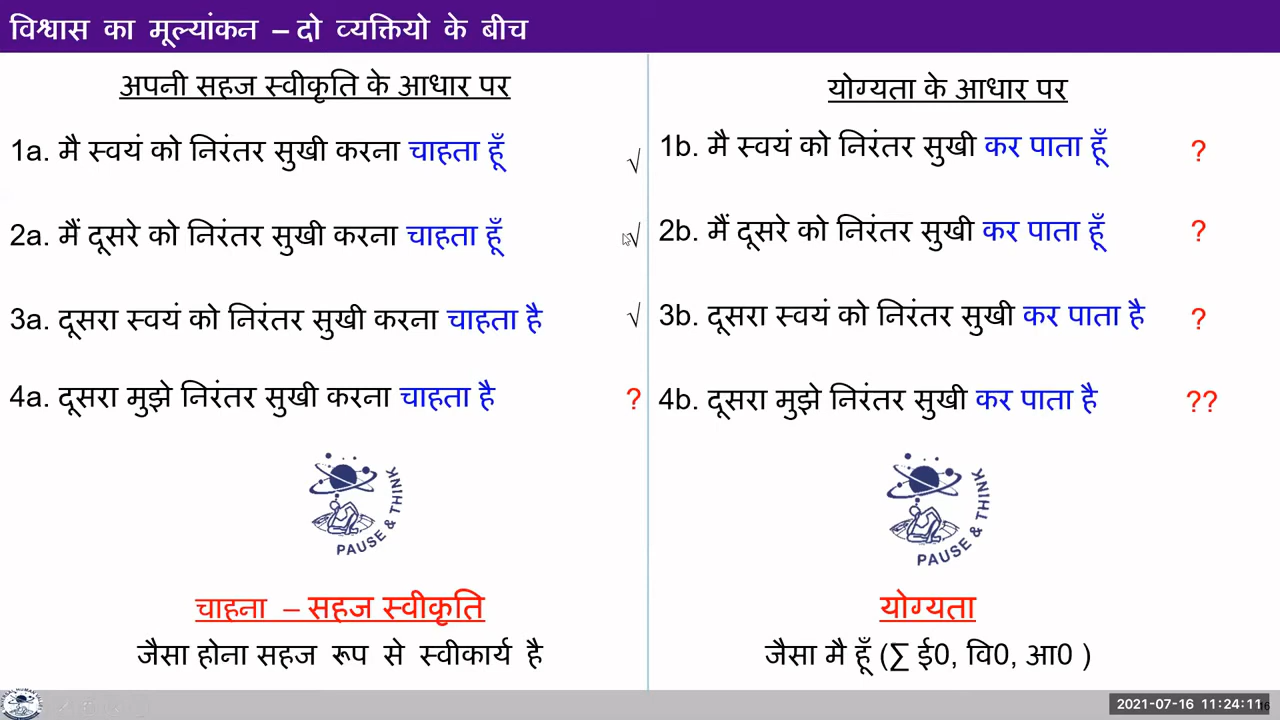 विश्वास का मूल्यांकन – दो व्यक्तियो के बीच
अपनी सहज स्वीकृति के आधार पर
1a. मै स्वयं को निरंतर सुखी करना चाहता हूँ √
2a. मैं दूसरे को निरंतर सुखी करना चाहता हूँ √
3a. दूसरा स्वयं को निरंतर सुखी करना चाहता है √
4a. दूसरा मुझे निरंतर सुखी करना चाहता है ?
PAUSE & THINK
चाहना – सहज स्वीकृति
जैसा होना सहज रूप से स्वीकार्य है
योग्यता के आधार पर
1b. मै स्वयं को निरंतर सुखी कर पाता हूँ ?
2b. मैं दूसरे को निरंतर सुखी कर पाता हूँ ?
3b. दूसरा स्वयं को निरंतर सुखी कर पाता है ?
4b. दूसरा मुझे निरंतर सुखी कर पाता है ??
PAUSE & THINK
योग्यता
जैसा मै हूँ (∑ ई0, वि0, आ0 )
2021-07-16 11:24:11
16